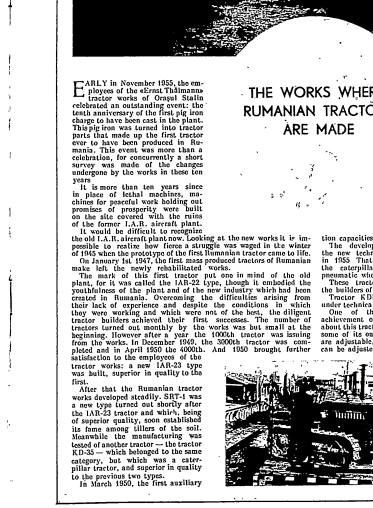 THE WORKS WHER
RUMANIAN TRACTO
ARE MADE
EARLY in November 1955, the em-
ployees of the «Ernst Thälmann»
tractor works of Orașul Stalin
celebrated an outstanding event: the
tenth anniversary of the first pig iron
charge to have been cast in the plant.
This pig iron was turned into tractor
parts that made up the first tractor
ever to have been produced in Ru-
mania. This event was more than a
celebration, for concurrently a short
survey was made of the changes
undergone by the works in these ten
years
It is more than ten years since
in place of lethal machines, ma-
chines for peaceful work holding out
promises of prosperity were built
on the site covered with the ruins
of the former I.A.R. aircraft plant.
It would be difficult to recognize
the old I.A.R. aircraft plant now. Looking at the new works it ir im-
possible to realize how fierce a struggle was waged in the winter
of 1945 when the prototype of the first Rumanian tractor came to life.
On January 1st, 1947, the first mass produced tractors of Rumanian
make left the newly rehabilitated works.
The mark of this first tractor put one in mind of the old
plant, for it was called the IAR-22 type, though it embodied the
youthfulness of the plant and of the new industry which had been
created in Rumania. Overcoming the difficulties arising from
their lack of experience and despite the conditions in which
they were working and which were not of the best, the diligent
tractor builders achieved their first successes. The number of
tractors turned out monthly by the works was but small at the
beginning. However after a year the 1000th tractor was issuing
from the works. In December 1949, the 3000th tractor was com-
pleted and in April 1950 the 4000th. And 1950 brought further
satisfaction to the employees of the
tractor works: a new IAR-23 type
was built, superior in quality to the
first.
After that the Rumanian tractor
works developed steadily. SRT-1 was
a new type turned out shortly after
the IAR-23 tractor and which, being
of superior quality, soon established
its fame among tillers of the soil.
Meanwhile the manufacturing was
tested of another tractor — the tractor
KD-35 — which belonged to the same
category, but which was a cater-
pillar tractor, and superior in quality
to the previous two types.
In March 1950, the first auxiliary
tion capacities
The develop
the new techn
in 1955 That
the caterpilla
pneumatic whe
These tracto
the builders of
Tractor KD
under technica
One of th
achievement o
about this tract
some of its ou
are adjustable,
can be adjuste